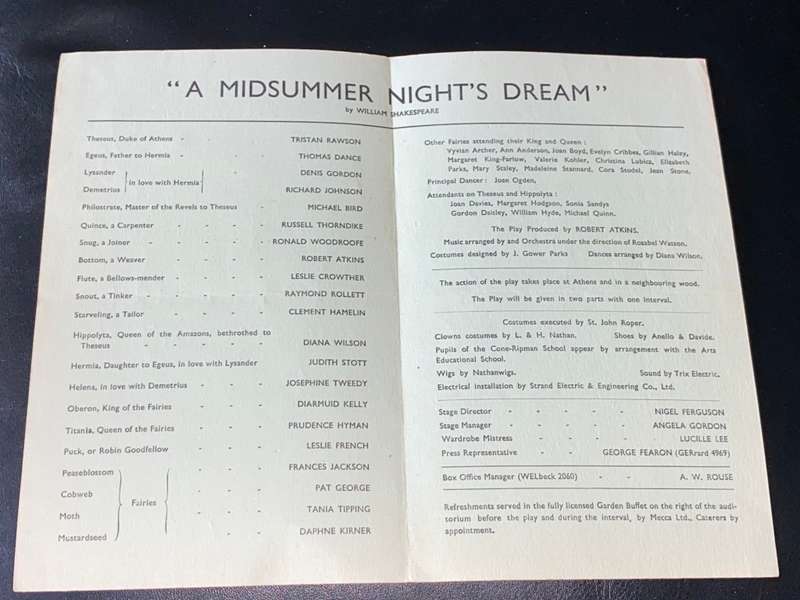 "A MIDSUMMER NIGHT'S DREAM"
by WILLIAM SHAKESPEARE
Theseus, Duke of Athens - - - TRISTAN RAWSON
Egeus, Father to Hermia - - - THOMAS DANCE
Lysander } in love with Hermia { - - DENIS GORDON
Demetrius } { - - RICHARD JOHNSON
Philostrate, Master of the Revels to Theseus - - MICHAEL BIRD
Quince, a Carpenter - - - - RUSSELL THORNDIKE
Snug, a Joiner - - - - - RONALD WOODROOFE
Bottom, a Weaver - - - - ROBERT ATKINS
Flute, a Bellows-mender - - - - LESLIE CROWTHER
Snout, a Tinker - - - - - RAYMOND ROLLETT
Starveling, a Tailor - - - - CLEMENT HAMELIN
Hippolyta, Queen of the Amazons, bethrothed to
Theseus - - - - - DIANA WILSON
Hermia, Daughter to Egeus, in love with Lysander JUDITH STOTT
Helena, in love with Demetrius - - - JOSEPHINE TWEEDY
Oberon, King of the Fairies - - - DIARMUID KELLY
Titania, Queen of the Fairies - - - PRUDENCE HYMAN
Puck, or Robin Goodfellow - - - LESLIE FRENCH
Peaseblossom - - - FRANCES JACKSON
Cobweb - - - PAT GEORGE
Fairies
Moth - - - TANIA TIPPING
Mustardseed - - DAPHNE KIRNER
Other Fairies attending their King and Queen :
Vyvian Archer, Ann Anderson, Joan Boyd, Evelyn Cribbes, Gillian Haley,
Margaret King-Farlow, Valerie Kohler, Christina Lubicz, Elizabeth
Parks, Mary Staley, Madeleine Stannard, Cora Studel, Jean Stone.
Principal Dancer : Joan Ogden.
Attendants on Theseus and Hippolyta :
Joan Davies, Margaret Hodgson, Sonia Sandys
Gordon Daisley, William Hyde, Michael Quinn.
The Play Produced by ROBERT ATKINS.
Music arranged by and Orchestra under the direction of Rosabel Watson.
Costumes designed by J. Gower Parks Dances arranged by Diana Wilson.
The action of the play takes place at Athens and in a neighbouring wood.
The Play will be given in two parts with one Interval.
Costumes executed by St. John Roper.
Clowns costumes by L. & H. Nathan. Shoes by Anello & Davide.
Pupils of the Cone-Ripman School appear by arrangement with the Arts
Educational School.
Wigs by Nathanwigs. Sound by Trix Electric.
Electrical Installation by Strand Electric & Engineering Co., Ltd.
Stage Director - - - - - NIGEL FERGUSON
Stage Manager - - - - - ANGELA GORDON
Wardrobe Mistress - - - - LUCILLE LEE
Press Representative - - - GEORGE FEARON (GERrard 4969)
Box Office Manager (WELbeck 2060) - - A. W. ROUSE
Refreshments served in the fully licensed Garden Buffet on the right of the audi-
torium before the play and during the interval, by Mecca Ltd., Caterers by
appointment.